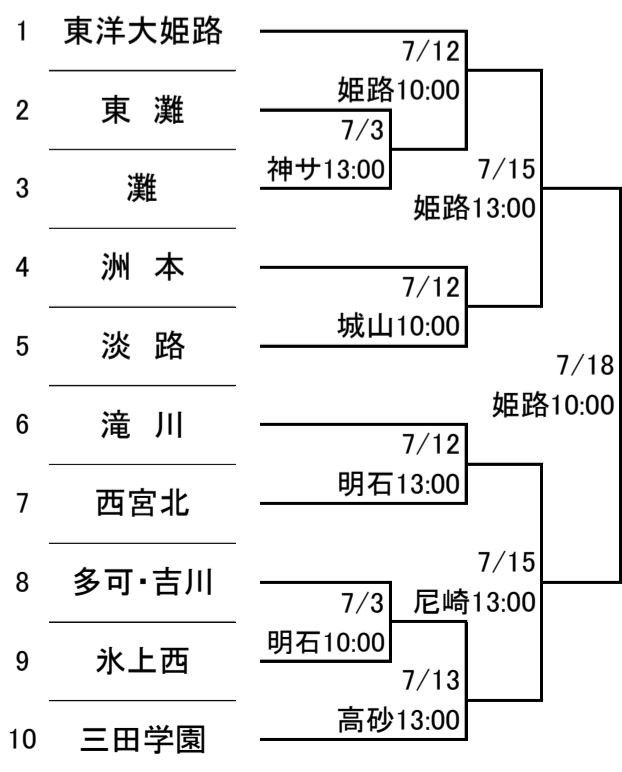 1 東洋大姫路
7/12
姫路10:00
2 東 灘
7/3
神サ13:00
3 灘
7/15
姫路13:00
4 洲 本
7/12
城山10:00
5 淡 路
7/18
姫路10:00
6 滝 川
7/12
明石13:00
7 西宮北
7/15
尼崎13:00
8 多可・吉川
7/3
明石10:00
9 氷上西
7/13
高砂13:00
10 三田学園